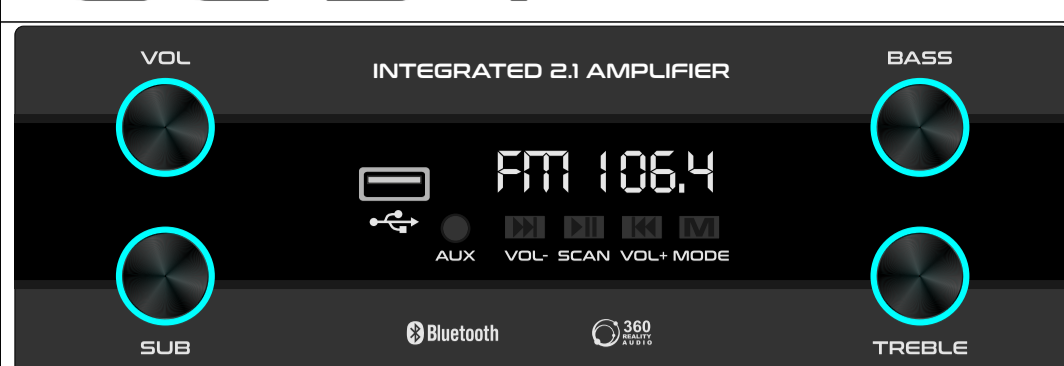 VOL
INTEGRATED 2.1 AMPLIFIER
BASS
FM 106.4
M
AUX VOL- SCAN VOL+ MODE
SUB
Bluetooth
360
REALITY
AUDIO
TREBLE